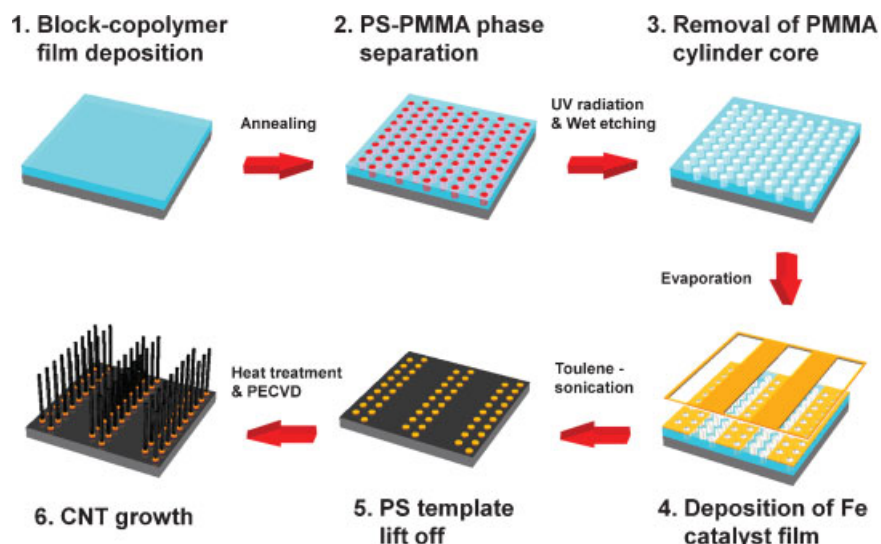 1. Block-copolymer
film deposition
Annealing
2. PS-PMMA phase
separation
UV radiation
& Wet etching
3. Removal of PMMA
cylinder core
Evaporation
4. Deposition of Fe
catalyst film
Toulene -
sonication
5. PS template
lift off
Heat treatment
& PECVD
6. CNT growth